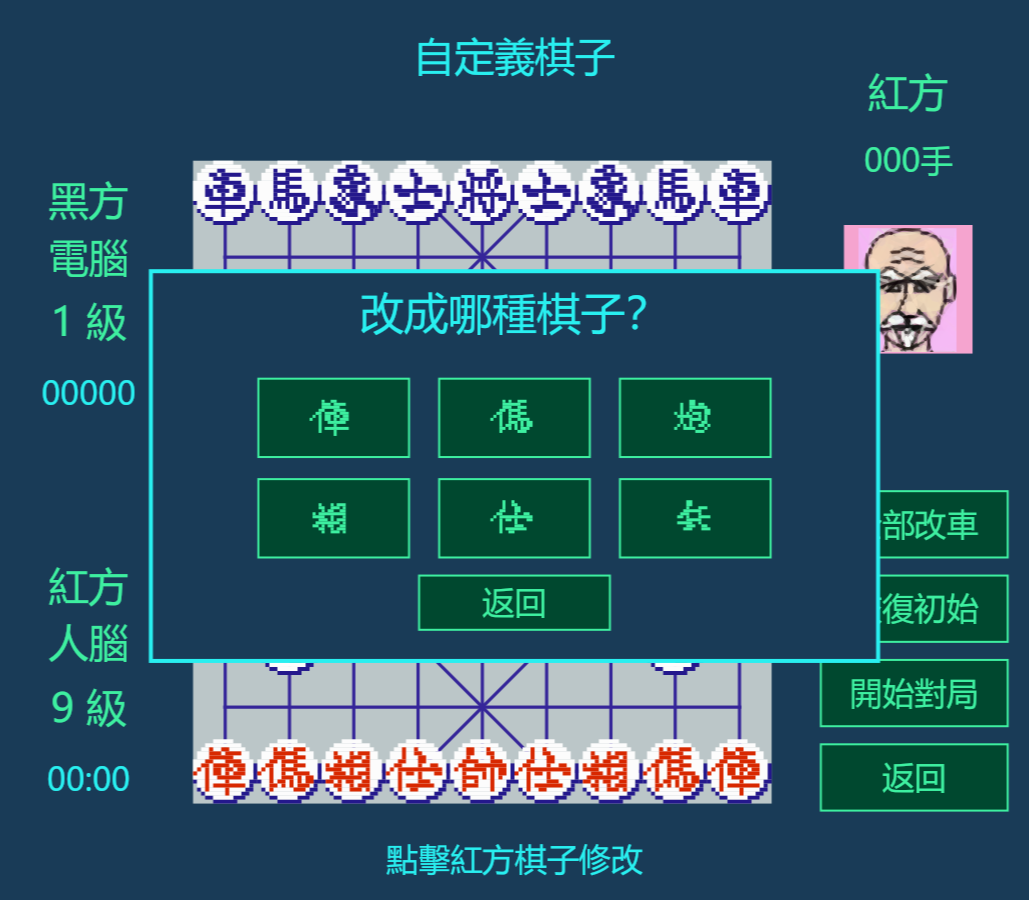 自定義棋子
紅方
000手
黑方
電腦
1 級
00000
車馬象士將士象馬車
改成哪種棋子?
俥 傌 炮
相 仕 兵
返回
部改車
復初始
開始對局
返回
紅方
人腦
9 級
00:00
俥傌相仕帥仕相傌俥
點擊紅方棋子修改